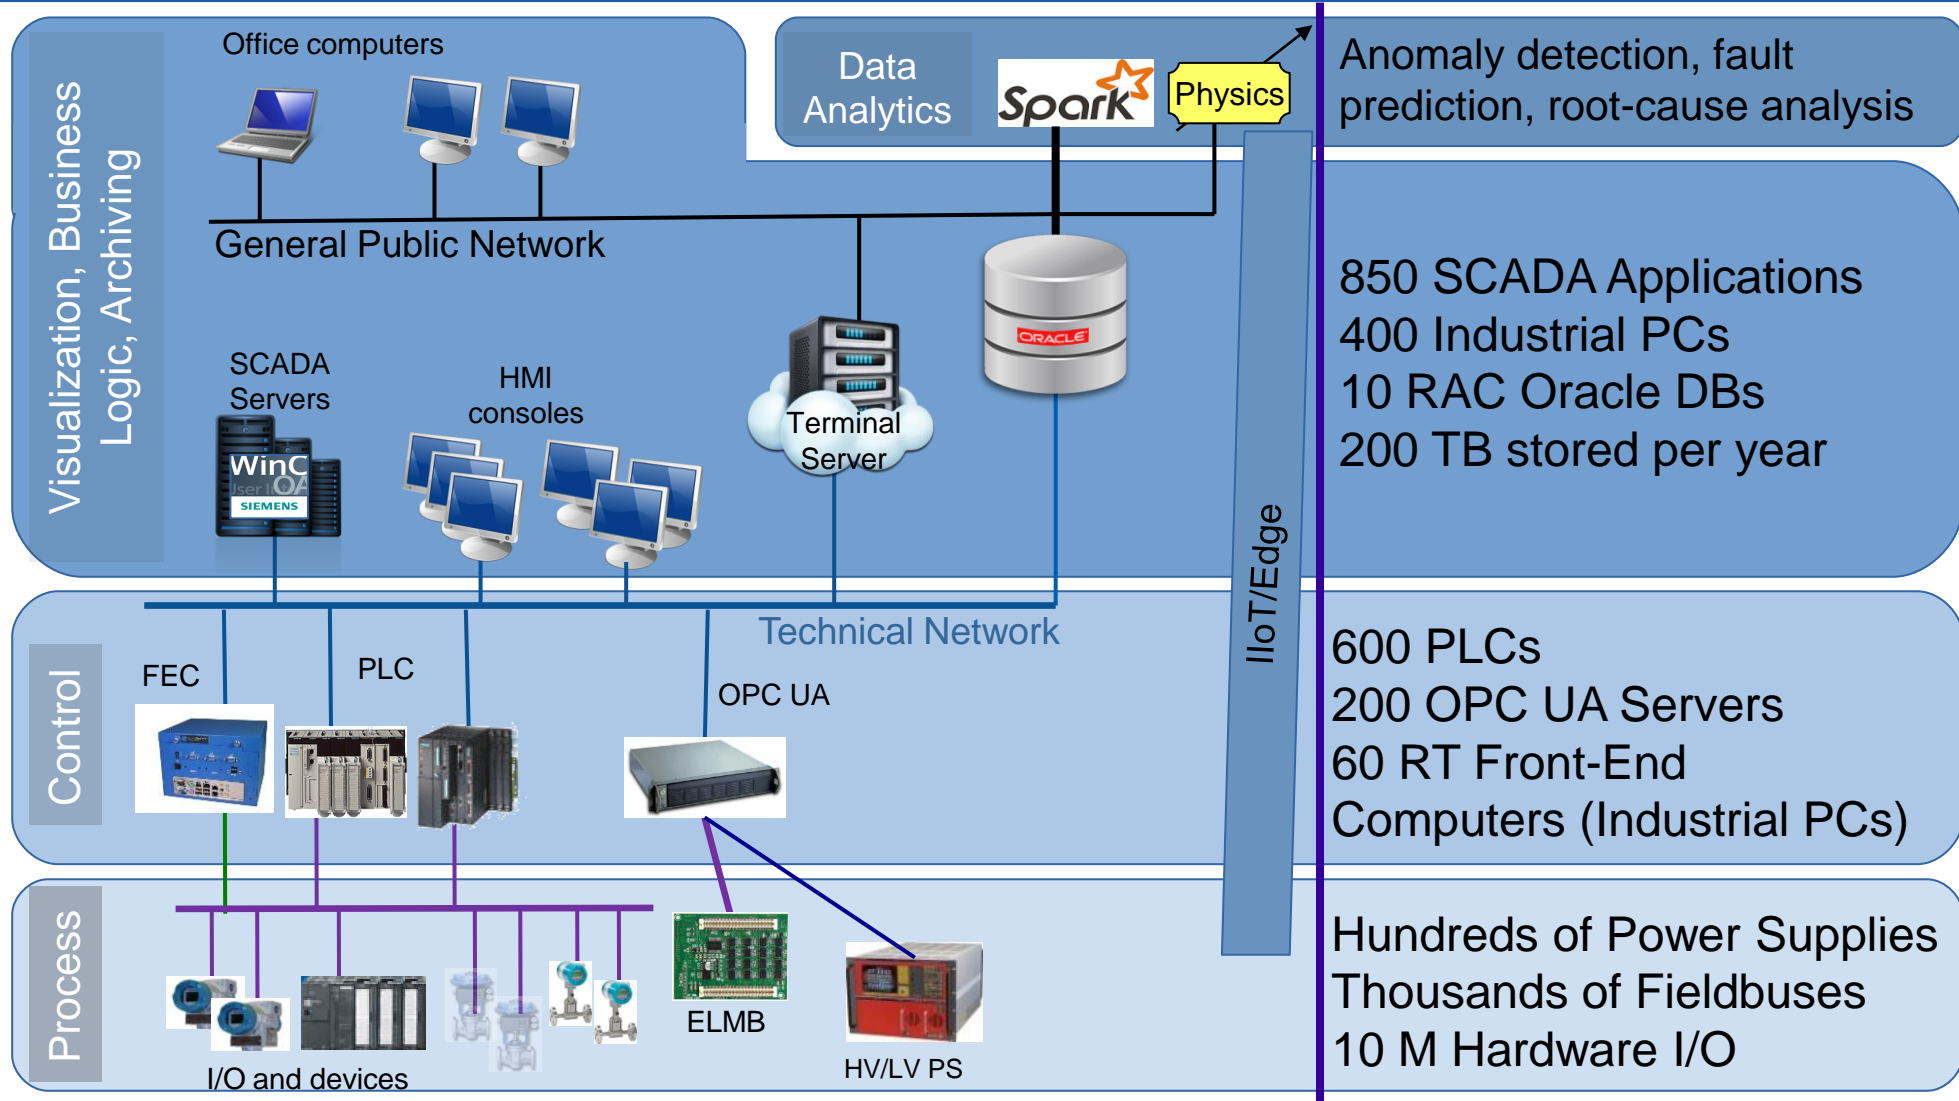 Office computers
Data
Analytics
Spark
Physics
Anomaly detection, fault
prediction, root-cause analysis
Visualization, Business
Logic, Archiving
General Public Network
ORACLE
850 SCADA Applications
400 Industrial PCs
10 RAC Oracle DBs
200 TB stored per year
SCADA
Servers
WinC
OA
SIEMENS
HMI
consoles
Terminal
Server
IIoT/Edge
Technical Network
Control
FEC
PLC
OPC UA
600 PLCs
200 OPC UA Servers
60 RT Front-End
Computers (Industrial PCs)
Process
I/O and devices
ELMB
HV/LV PS
Hundreds of Power Supplies
Thousands of Fieldbuses
10 M Hardware I/O